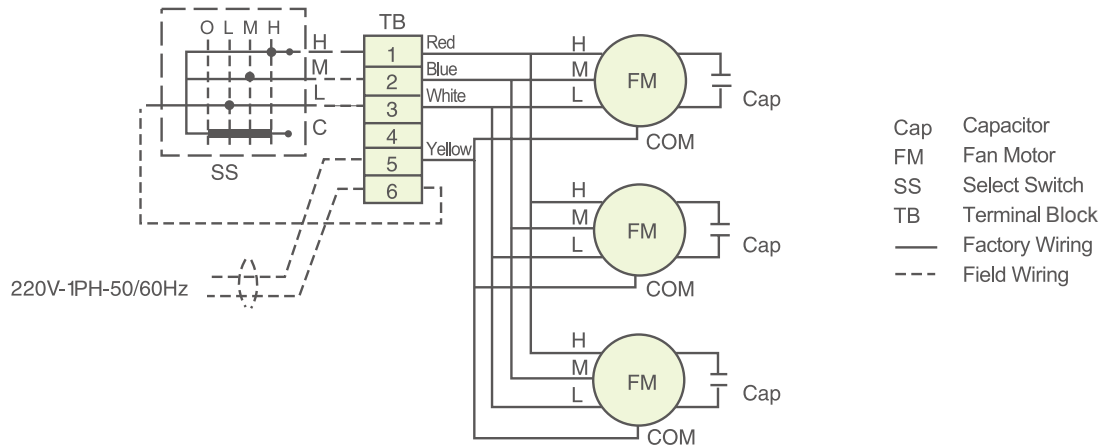 O L M H
H
M
L
C
SS
TB
1
2
3
4
5
6
Red
Blue
White
Yellow
220V-1PH-50/60Hz
H
M
L
FM
COM
Cap
H
M
L
FM
COM
Cap
H
M
L
FM
COM
Cap
Cap Capacitor
FM Fan Motor
SS Select Switch
TB Terminal Block
Factory Wiring
Field Wiring